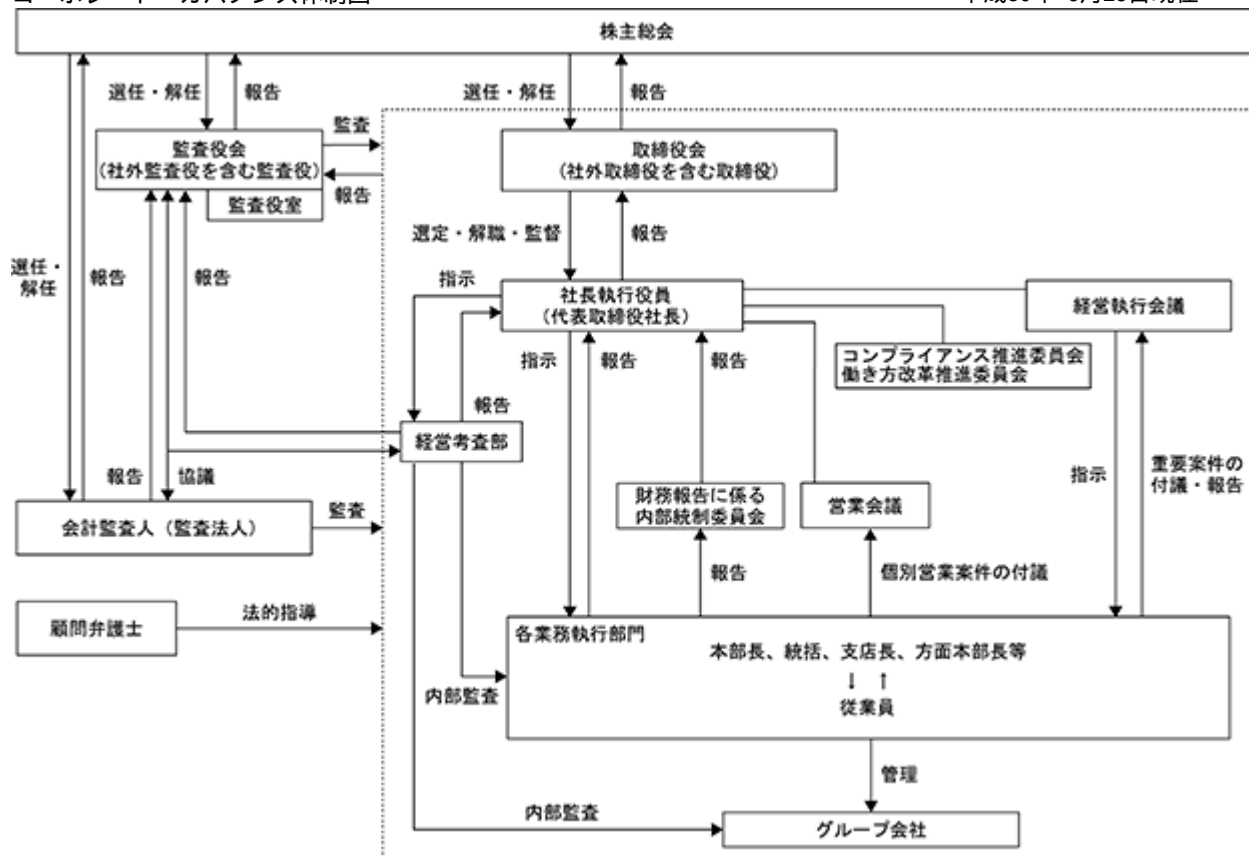 株主総会
選任・解任
報告
選任・解任
報告
監査
監査役会
(社外監査役を含む監査役)
取締役会
(社外取締役を含む取締役)
報告
監査役室
選定・解職・監督
報告
選任・
解任
報告
報告
指示
社長執行役員
(代表取締役社長)
経営執行会議
コンプライアンス推進委員会
働き方改革推進委員会
指示
報告
報告
報告
経営考査部
報告
協議
財務報告に係る
内部統制委員会
営業会議
指示
重要案件の
付議・報告
会計監査人(監査法人)
監査
報告
個別営業案件の付議
顧問弁護士
法的指導
各業務執行部門
本部長、統括、支店長、方面本部長等
↓ ↑
従業員
内部監査
管理
内部監査
グループ会社